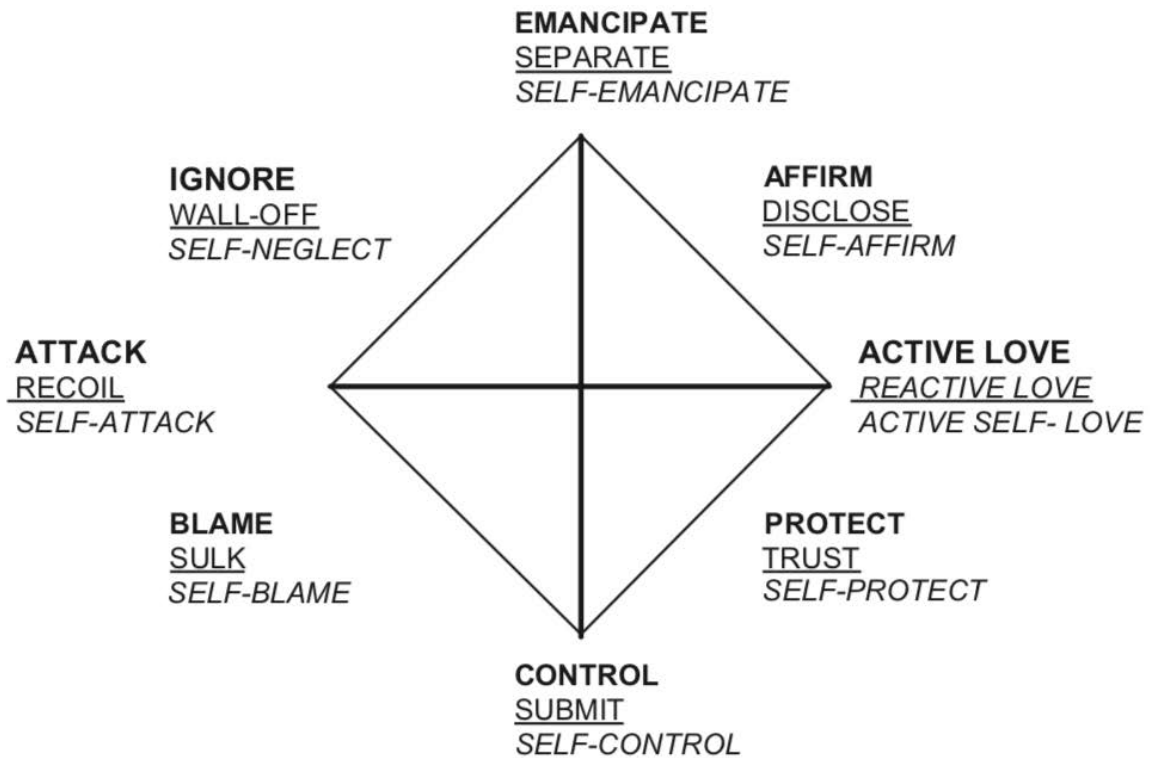 EMANCIPATE
SEPARATE
SELF-EMANCIPATE
IGNORE
WALL-OFF
SELF-NEGLECT
AFFIRM
DISCLOSE
SELF-AFFIRM
ATTACK
RECOIL
SELF-ATTACK
ACTIVE LOVE
REACTIVE LOVE
ACTIVE SELF- LOVE
BLAME
SULK
SELF-BLAME
PROTECT
TRUST
SELF-PROTECT
CONTROL
SUBMIT
SELF-CONTROL